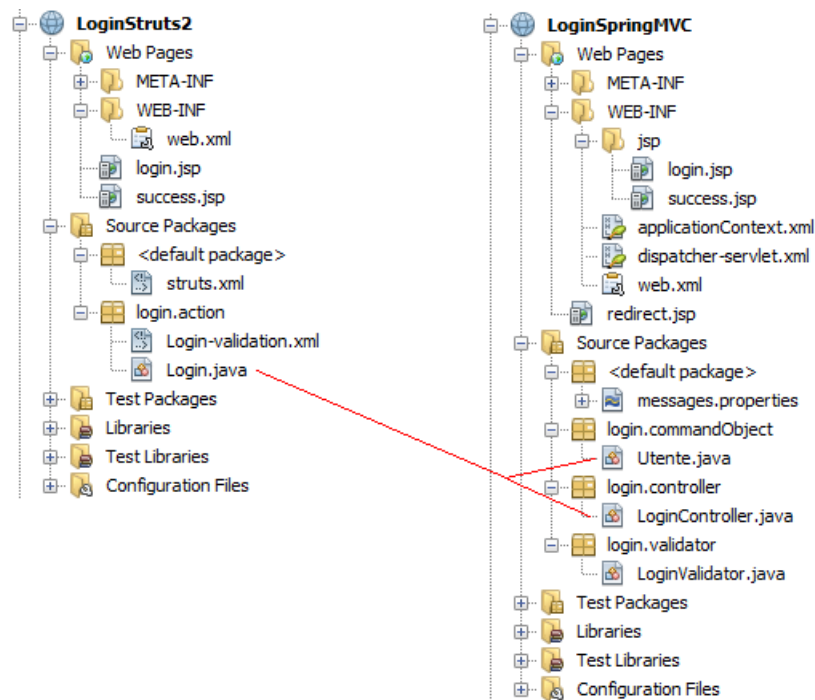 LoginStruts2
Web Pages
META-INF
WEB-INF
web.xml
login.jsp
success.jsp
Source Packages
<default package>
struts.xml
login.action
Login-validation.xml
Login.java
Test Packages
Libraries
Test Libraries
Configuration Files
LoginSpringMVC
Web Pages
META-INF
WEB-INF
jsp
login.jsp
success.jsp
applicationContext.xml
dispatcher-servlet.xml
web.xml
redirect.jsp
Source Packages
<default package>
messages.properties
login.commandObject
Utente.java
login.controller
LoginController.java
login.validator
LoginValidator.java
Test Packages
Libraries
Test Libraries
Configuration Files